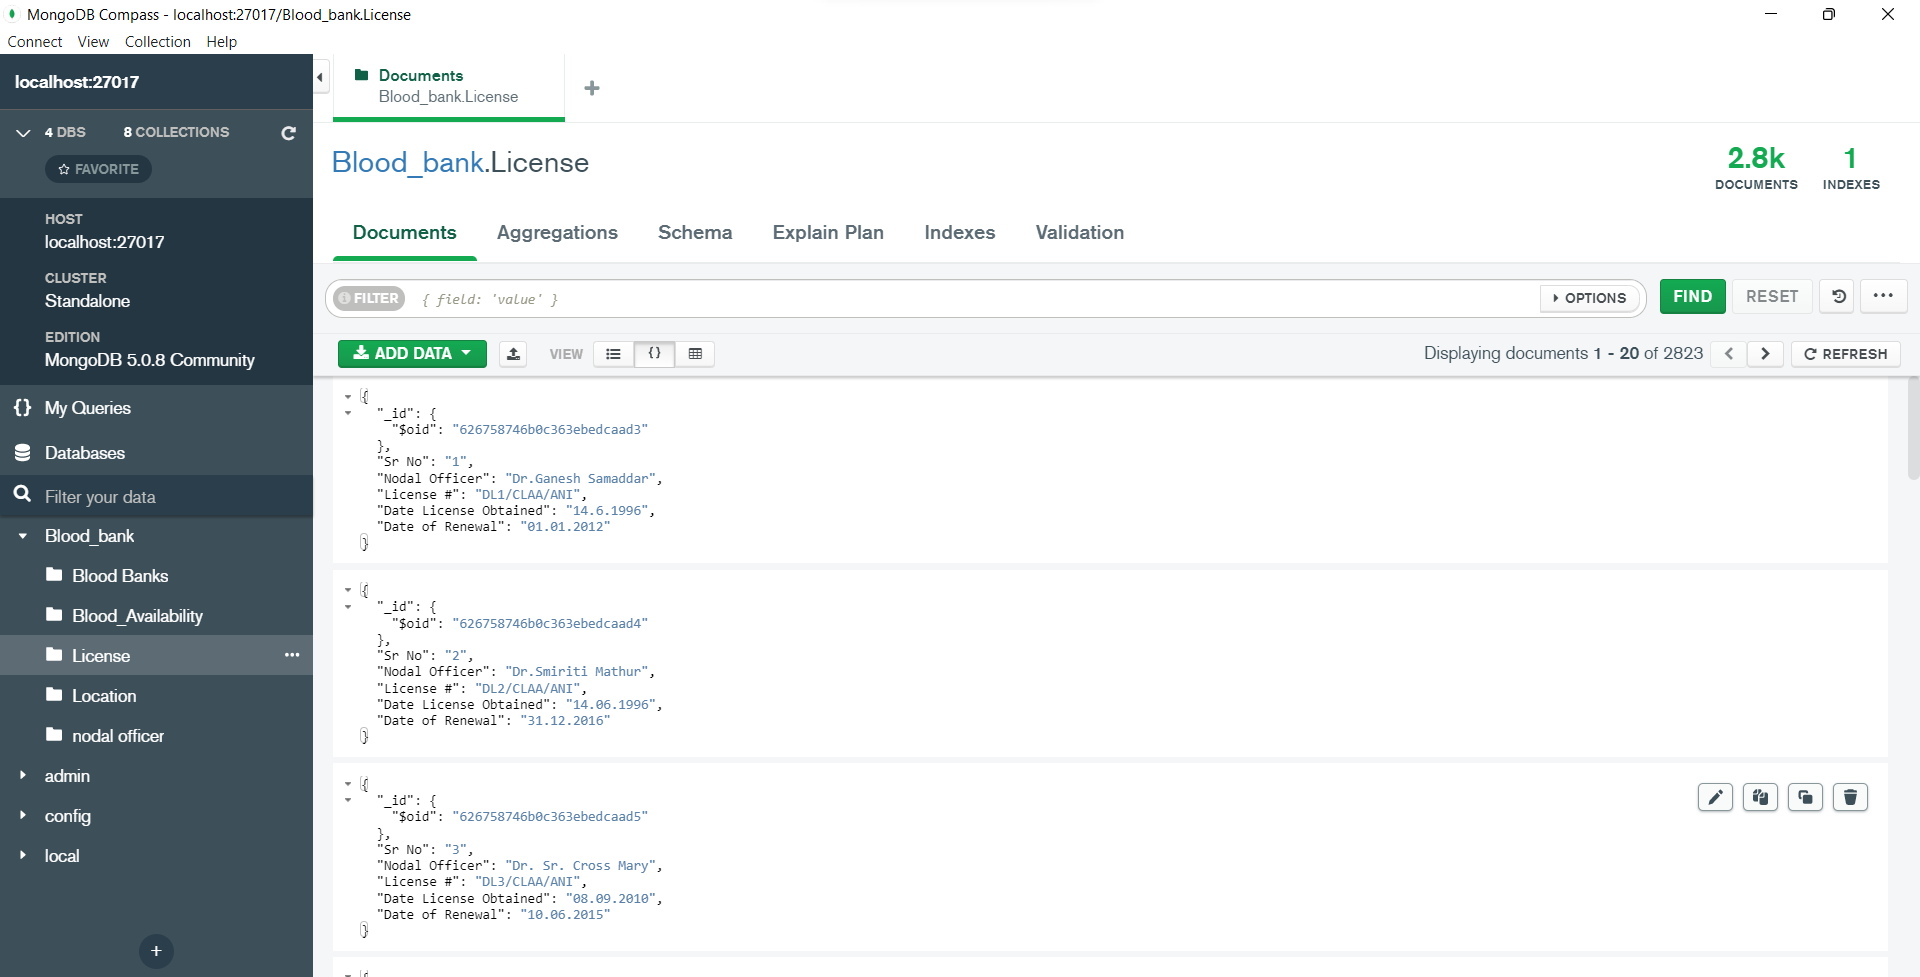 MongoDB Compass - localhost:27017/Blood_bank.License
Connect View Collection Help
localhost:27017
4 DBS 8 COLLECTIONS
FAVORITE
HOST
localhost:27017
CLUSTER
Standalone
EDITION
MongoDB 5.0.8 Community
{} My Queries
Databases
Filter your data
Blood_bank
Blood Banks
Blood_Availability
License
Location
nodal officer
admin
config
local
+
Documents
Blood_bank.License
+
Blood_bank.License
2.8k
DOCUMENTS
1
INDEXES
Documents Aggregations Schema Explain Plan Indexes Validation
FILTER { field: 'value' } OPTIONS FIND RESET
ADD DATA VIEW {} Displaying documents 1 - 20 of 2823 REFRESH
{
"_id": {
"$oid": "626758746b0c363ebedcaad3"
},
"Sr No": "1",
"Nodal Officer": "Dr.Ganesh Samaddar",
"License #": "DL1/CLAA/ANI",
"Date License Obtained": "14.6.1996",
"Date of Renewal": "01.01.2012"
}
{
"_id": {
"$oid": "626758746b0c363ebedcaad4"
},
"Sr No": "2",
"Nodal Officer": "Dr.Smiriti Mathur",
"License #": "DL2/CLAA/ANI",
"Date License Obtained": "14.06.1996",
"Date of Renewal": "31.12.2016"
}
{
"_id": {
"$oid": "626758746b0c363ebedcaad5"
},
"Sr No": "3",
"Nodal Officer": "Dr. Sr. Cross Mary",
"License #": "DL3/CLAA/ANI",
"Date License Obtained": "08.09.2010",
"Date of Renewal": "10.06.2015"
}
{